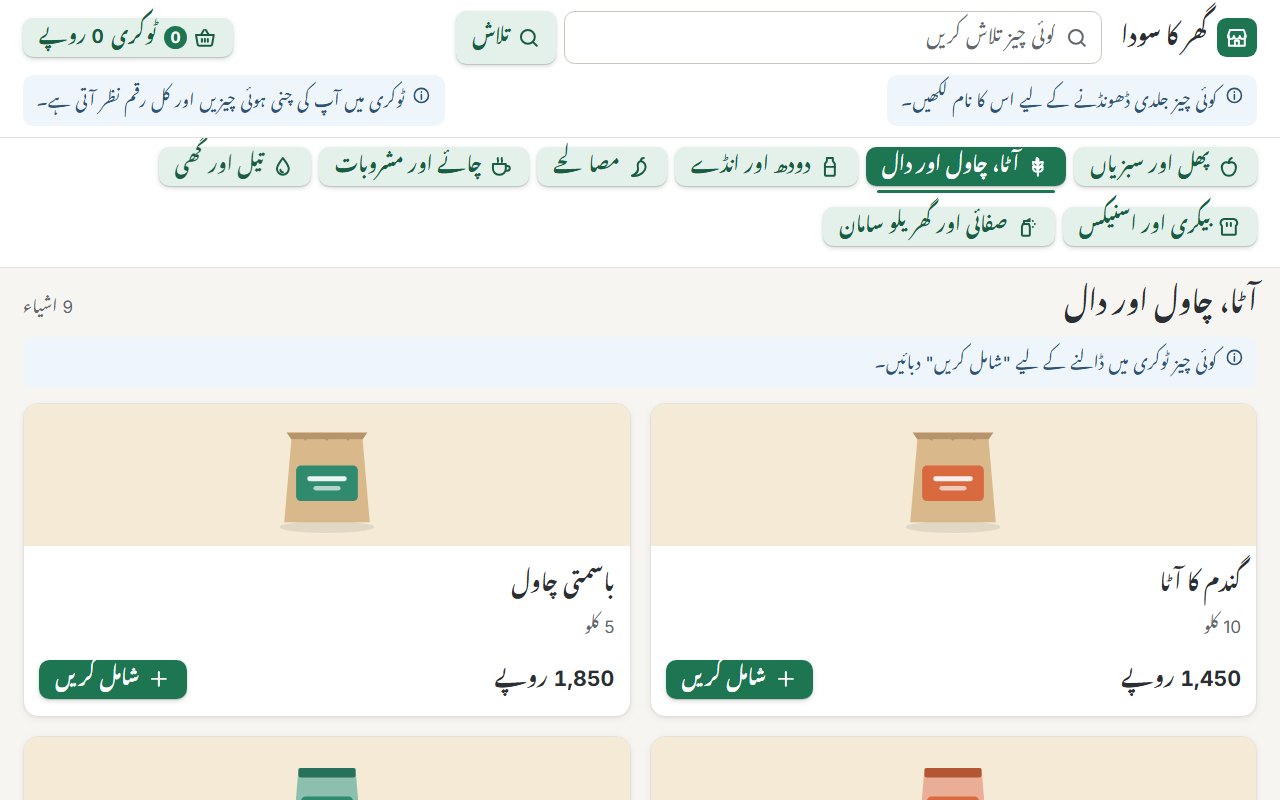 گھر کا سودا
کوئی چیز تلاش کریں
تلاش
0 ٹوکری 0 روپے
کوئی چیز جلدی ڈھونڈنے کے لیے اس کا نام لکھیں۔
ٹوکری میں آپ کی چنی ہوئی چیزیں اور کل رقم نظر آتی ہے۔
پھل اور سبزیاں
آٹا، چاول اور دال
دودھ اور انڈے
مصالحے
چائے اور مشروبات
تیل اور گھی
بیکری اور اسنیکس
صفائی اور گھریلو سامان
آٹا، چاول اور دال
9 اشیاء
کوئی چیز ٹوکری میں ڈالنے کے لیے "شامل کریں" دبائیں۔
گندم کا آٹا
10 کلو
1,450 روپے
شامل کریں
باسمتی چاول
5 کلو
1,850 روپے
شامل کریں